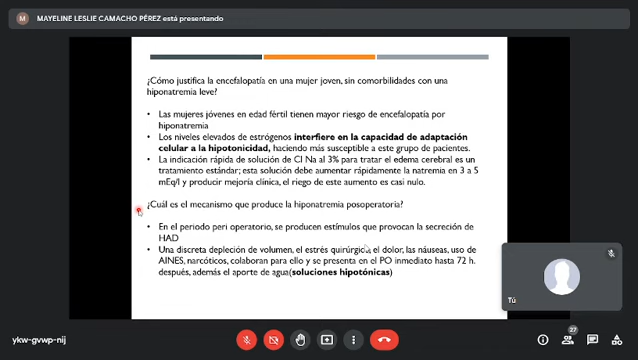 M MAYELINE LESLIE CAMACHO PÉREZ está presentando
¿Cómo justifica la encefalopatía en una mujer joven, sin comorbilidades con una
hiponatremia leve?
• Las mujeres jóvenes en edad fértil tienen mayor riesgo de encefalopatía por
hiponatremia
• Los niveles elevados de estrógenos interfiere en la capacidad de adaptación
celular a la hipotonicidad, haciendo más susceptible a este grupo de pacientes.
• La indicación rápida de solución de Cl Na al 3% para tratar el edema cerebral es un
tratamiento estándar; esta solución debe aumentar rápidamente la natremia en 3 a 5
mEq/l y producir mejoría clínica, el riego de este aumento es casi nulo.
¿Cuál es el mecanismo que produce la hiponatremia posoperatoria?
• En el periodo peri operatorio, se producen estímulos que provocan la secreción de
HAD
• Una discreta depleción de volumen, el estrés quirúrgico, el dolor, las náuseas, uso de
AINES, narcóticos, colaboran para ello y se presenta en el PO inmediato hasta 72 h.
después, además el aporte de agua(soluciones hipotónicas)
Tú
ykw-gvwp-nij
27